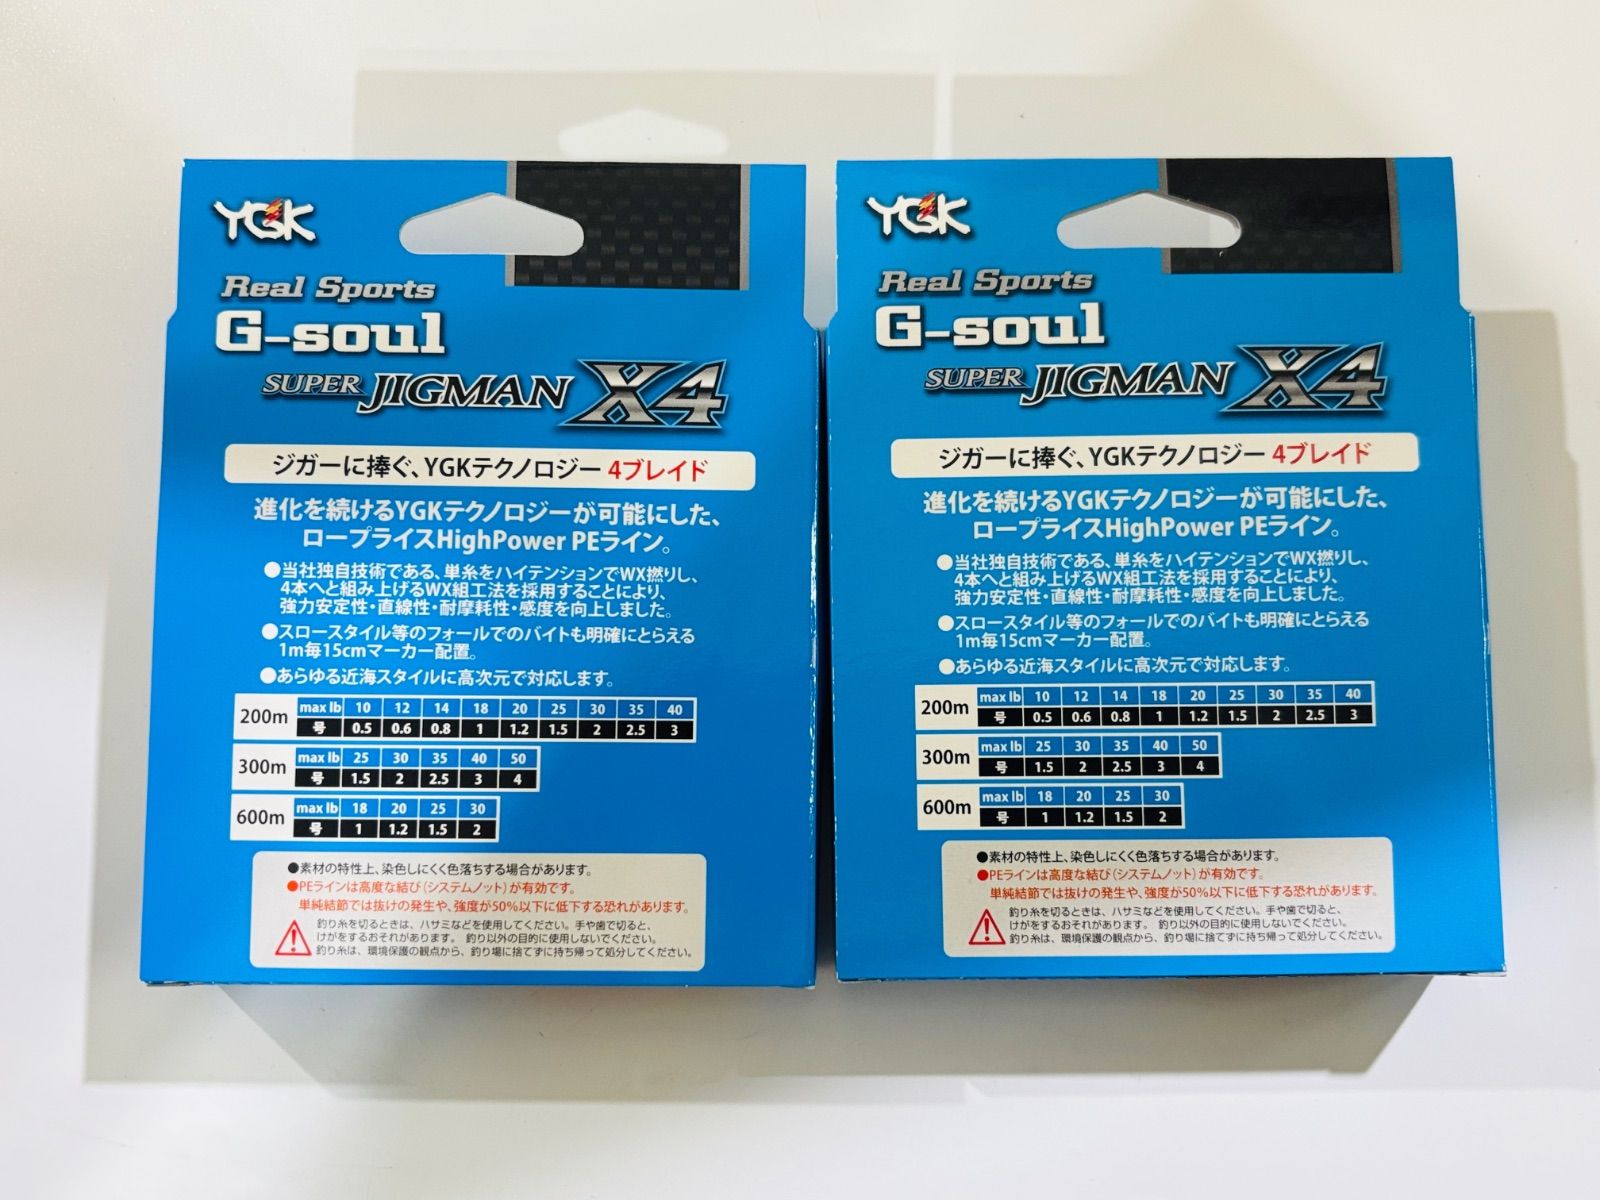 YGK
Real Sports
G-soul
SUPER JIGMAN X4
ジガーに捧ぐ、YGKテクノロジー 4ブレイド
進化を続けるYGKテクノロジーが可能にした、
ロープライスHighPower PEライン。
●当社独自技術である、単糸をハイテンションでWX撚りし、
4本へと組み上げるWX組工法を採用することにより、
強力安定性・直線性・耐摩耗性・感度を向上しました。
●スロースタイル等のフォールでのバイトも明確にとらえる
1m毎15cmマーカー配置。
●あらゆる近海スタイルに高次元で対応します。
200m max lb 10 12 14 18 20 25 30 35 40
号 0.5 0.6 0.8 1 1.2 1.5 2 2.5 3
300m max lb 25 30 35 40 50
号 1.5 2 2.5 3 4
600m max lb 18 20 25 30
号 1 1.2 1.5 2
●素材の特性上、染色しにくく色落ちする場合があります。
●PEラインは高度な結び(システムノット)が有効です。
単純結節では抜けの発生や、強度が50%以下に低下する恐れがあります。
釣り糸を切るときは、ハサミなどを使用してください。手や歯で切ると、
けがをするおそれがあります。 釣り以外の目的に使用しないでください。
釣り糸は、環境保護の観点から、釣り場に捨てずに持ち帰って処分してください。
YGK
Real Sports
G-soul
SUPER JIGMAN X4
ジガーに捧ぐ、YGKテクノロジー 4ブレイド
進化を続けるYGKテクノロジーが可能にした、
ロープライスHighPower PEライン。
●当社独自技術である、単糸をハイテンションでWX撚りし、
4本へと組み上げるWX組工法を採用することにより、
強力安定性・直線性・耐摩耗性・感度を向上しました。
●スロースタイル等のフォールでのバイトも明確にとらえる
1m毎15cmマーカー配置。
●あらゆる近海スタイルに高次元で対応します。
200m max lb 10 12 14 18 20 25 30 35 40
号 0.5 0.6 0.8 1 1.2 1.5 2 2.5 3
300m max lb 25 30 35 40 50
号 1.5 2 2.5 3 4
600m max lb 18 20 25 30
号 1 1.2 1.5 2
●素材の特性上、染色しにくく色落ちする場合があります。
●PEラインは高度な結び(システムノット)が有効です。
単純結節では抜けの発生や、強度が50%以下に低下する恐れがあります。
釣り糸を切るときは、ハサミなどを使用してください。手や歯で切ると、
けがをするおそれがあります。 釣り以外の目的に使用しないでください。
釣り糸は、環境保護の観点から、釣り場に捨てずに持ち帰って処分してください。